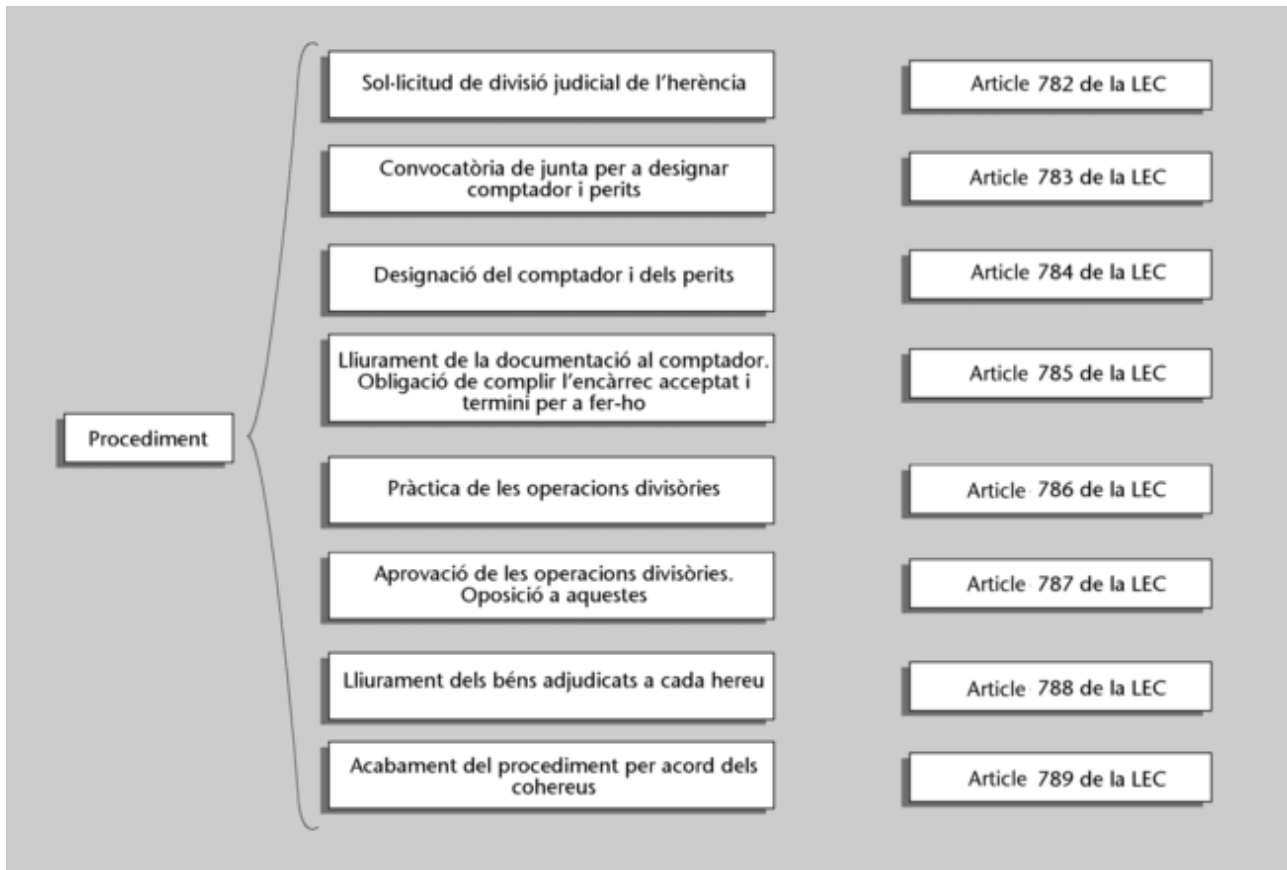 Procediment
Sol·licitud de divisió judicial de l'herència
Article 782 de la LEC
Convocatòria de junta per a designar
comptador i perits
Article 783 de la LEC
Designació del comptador i dels perits
Article 784 de la LEC
Lliurament de la documentació al comptador.
Obligació de complir l'encàrrec acceptat i
termini per a fer-ho
Article 785 de la LEC
Pràctica de les operacions divisòries
Article 786 de la LEC
Aprovació de les operacions divisòries.
Oposició a aquestes
Article 787 de la LEC
Lliurament dels béns adjudicats a cada hereu
Article 788 de la LEC
Acabament del procediment per acord dels
cohereus
Article 789 de la LEC